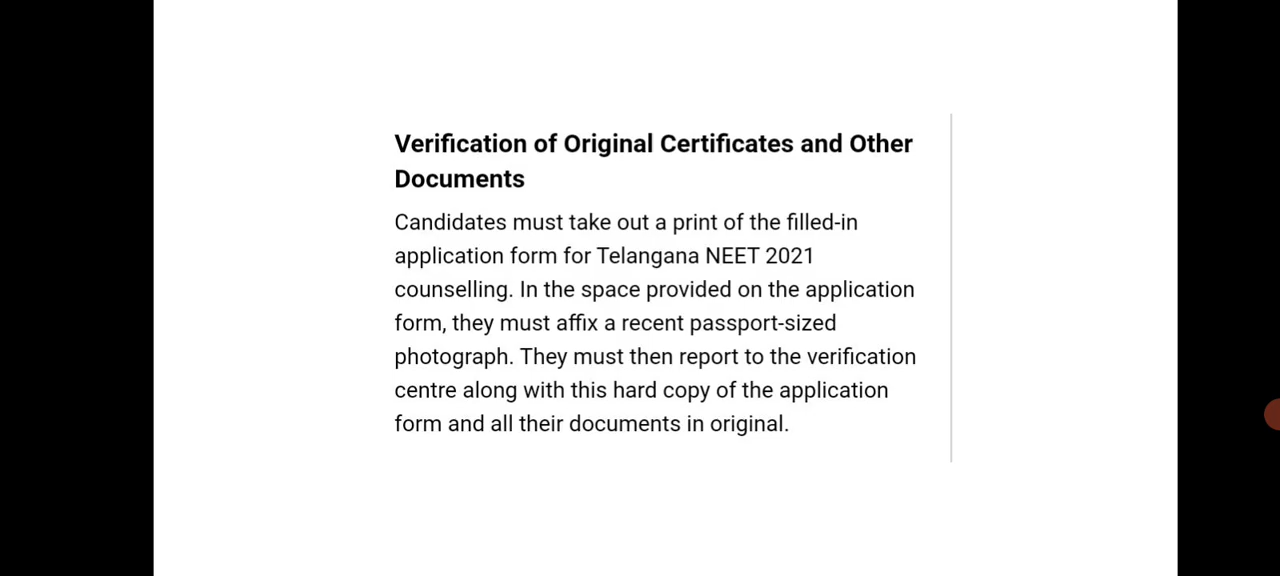 Verification of Original Certificates and Other
Documents
Candidates must take out a print of the filled-in
application form for Telangana NEET 2021
counselling. In the space provided on the application
form, they must affix a recent passport-sized
photograph. They must then report to the verification
centre along with this hard copy of the application
form and all their documents in original.